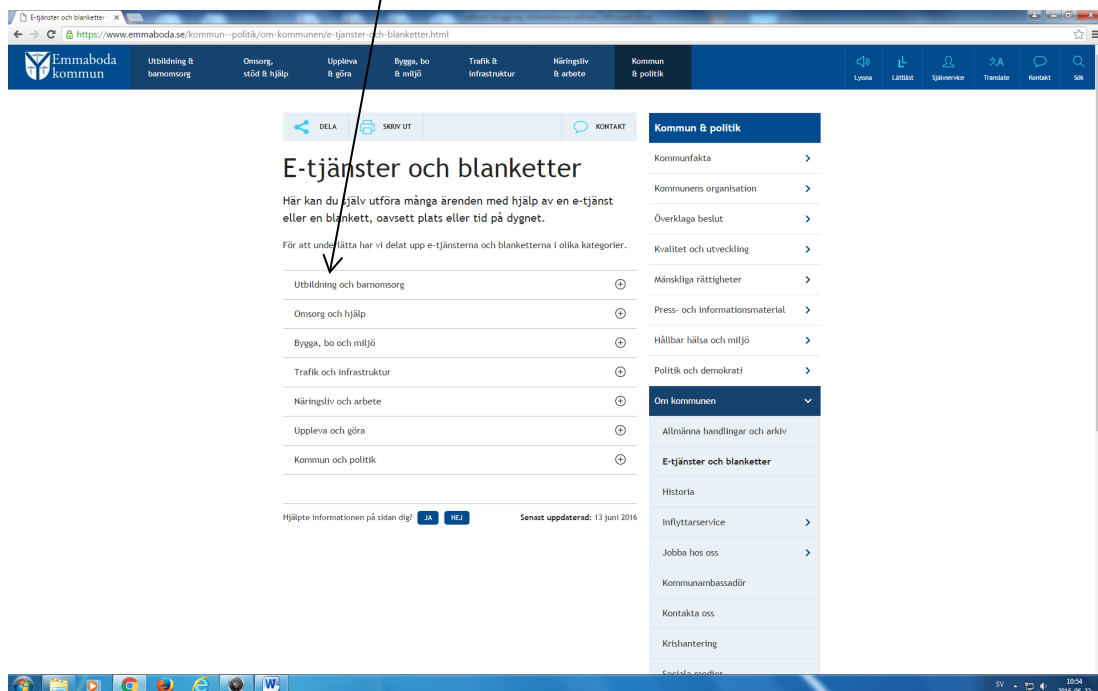 E-tjänster och blanketter
https://www.emmaboda.se/kommun--politik/om-kommunen/e-tjanster-och-blanketter.html
Emmaboda
kommun
Utbildning &
barnomsorg
Omsorg,
stöd & hjälp
Uppleva
& göra
Bygga, bo
& miljö
Trafik &
infrastruktur
Näringsliv
& arbete
Kommun
& politik
Lyssna
Lättläst
Självservice
Translate
Kontakt
Sök
DELA
SKRIV UT
KONTAKT
E-tjänster och blanketter
Här kan du själv utföra många ärenden med hjälp av en e-tjänst
eller en blankett, oavsett plats eller tid på dygnet.
För att underlätta har vi delat upp e-tjänsterna och blanketterna i olika kategorier.
Utbildning och barnomsorg
Omsorg och hjälp
Bygga, bo och miljö
Trafik och infrastruktur
Näringsliv och arbete
Uppleva och göra
Kommun och politik
Hjälpte informationen på sidan dig? JA NEJ
Senast uppdaterad: 13 juni 2016
Kommun & politik
Kommunfakta
Kommunens organisation
Överklaga beslut
Kvalitet och utveckling
Mänskliga rättigheter
Press- och informationsmaterial
Hållbar hälsa och miljö
Politik och demokrati
Om kommunen
Allmänna handlingar och arkiv
E-tjänster och blanketter
Historia
Inflyttarservice
Jobba hos oss
Kommunambassadör
Kontakta oss
Krishantering
Sociala medier
SV
10:54
2016-06-23